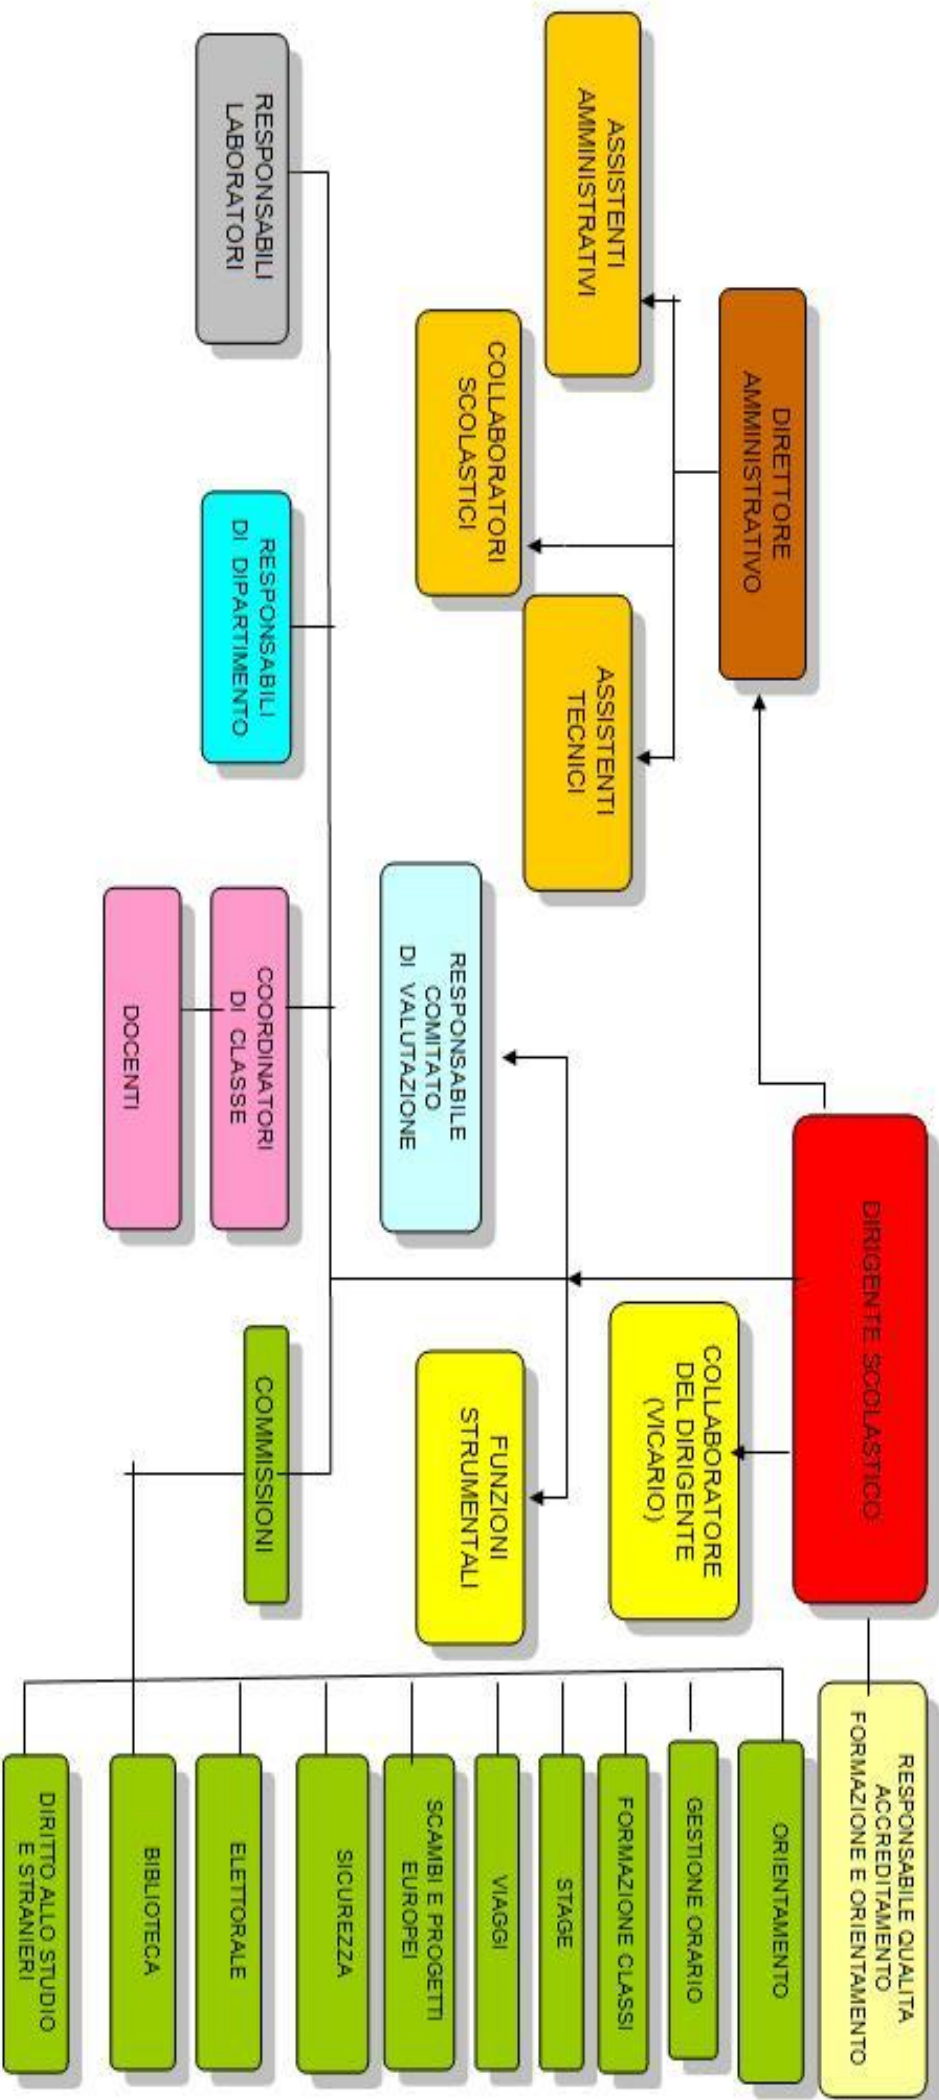 DIRIGENTE SCOLASTICO
RESPONSABILE QUALITA
ACCREDITAMENTO
FORMAZIONE E ORIENTAMENTO
DIRETTORE
AMMINISTRATIVO
COLLABORATORE
DEL DIRIGENTE
(VICARIO)
ASSISTENTI
AMMINISTRATIVI
COLLABORATORI
SCOLASTICI
ASSISTENTI
TECNICI
RESPONSABILE
COMITATO
DI VALUTAZIONE
FUNZIONI
STRUMENTALI
RESPONSABILI
LABORATORI
RESPONSABILI
DI DIPARTIMENTO
COORDINATORI
DI CLASSE
DOCENTI
COMMISSIONI
ORIENTAMENTO
GESTIONE ORARIO
FORMAZIONE CLASSI
STAGE
VIAGGI
SCAMBI E PROGETTI
EUROPEI
SICUREZZA
ELETTORALE
BIBLIOTECA
DIRITTO ALLO STUDIO
E STRANIERI